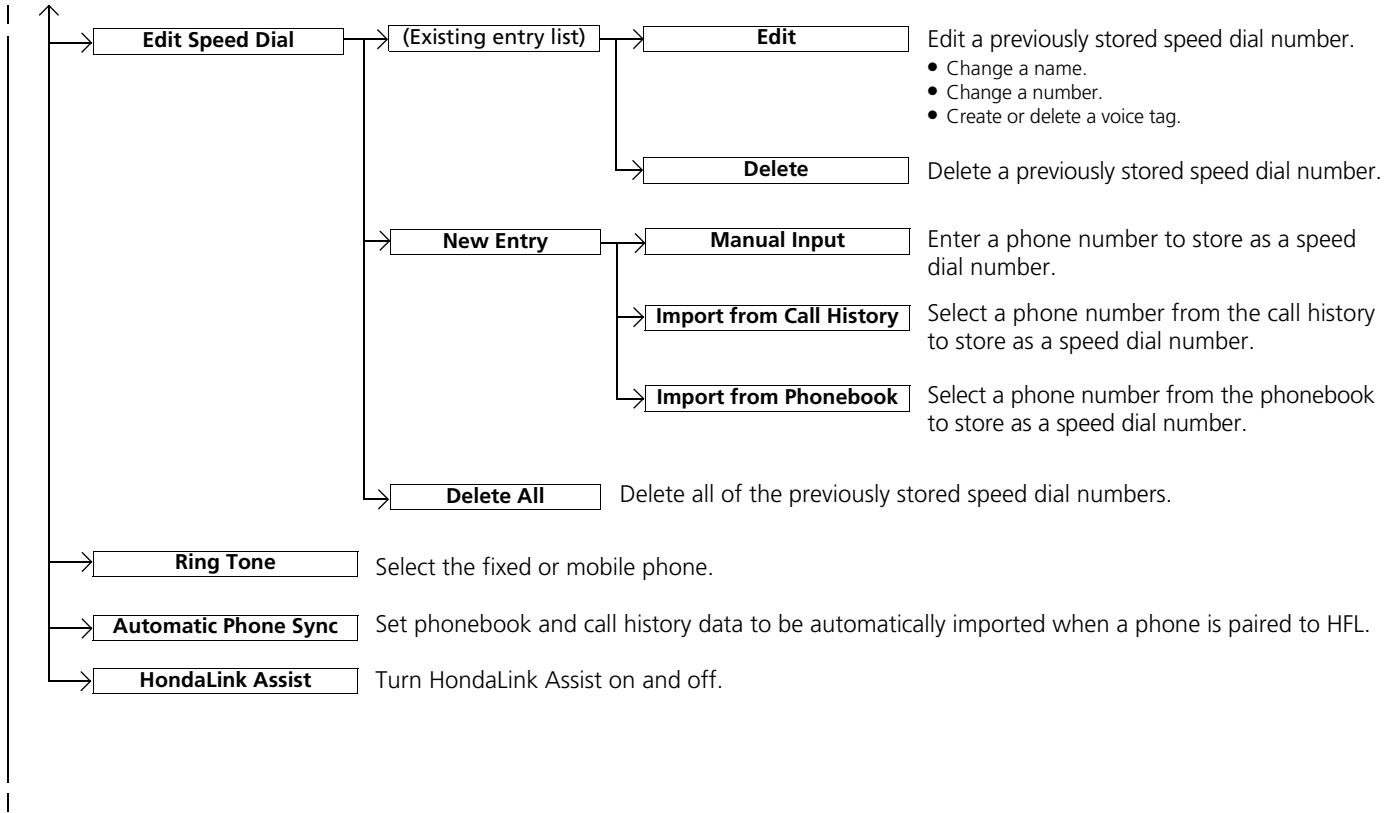 Edit Speed Dial
(Existing entry list)
Edit
Edit a previously stored speed dial number.
• Change a name.
• Change a number.
• Create or delete a voice tag.
Delete
Delete a previously stored speed dial number.
New Entry
Manual Input
Enter a phone number to store as a speed
dial number.
Import from Call History
Select a phone number from the call history
to store as a speed dial number.
Import from Phonebook
Select a phone number from the phonebook
to store as a speed dial number.
Delete All
Delete all of the previously stored speed dial numbers.
Ring Tone
Select the fixed or mobile phone.
Automatic Phone Sync
Set phonebook and call history data to be automatically imported when a phone is paired to HFL.
HondaLink Assist
Turn HondaLink Assist on and off.